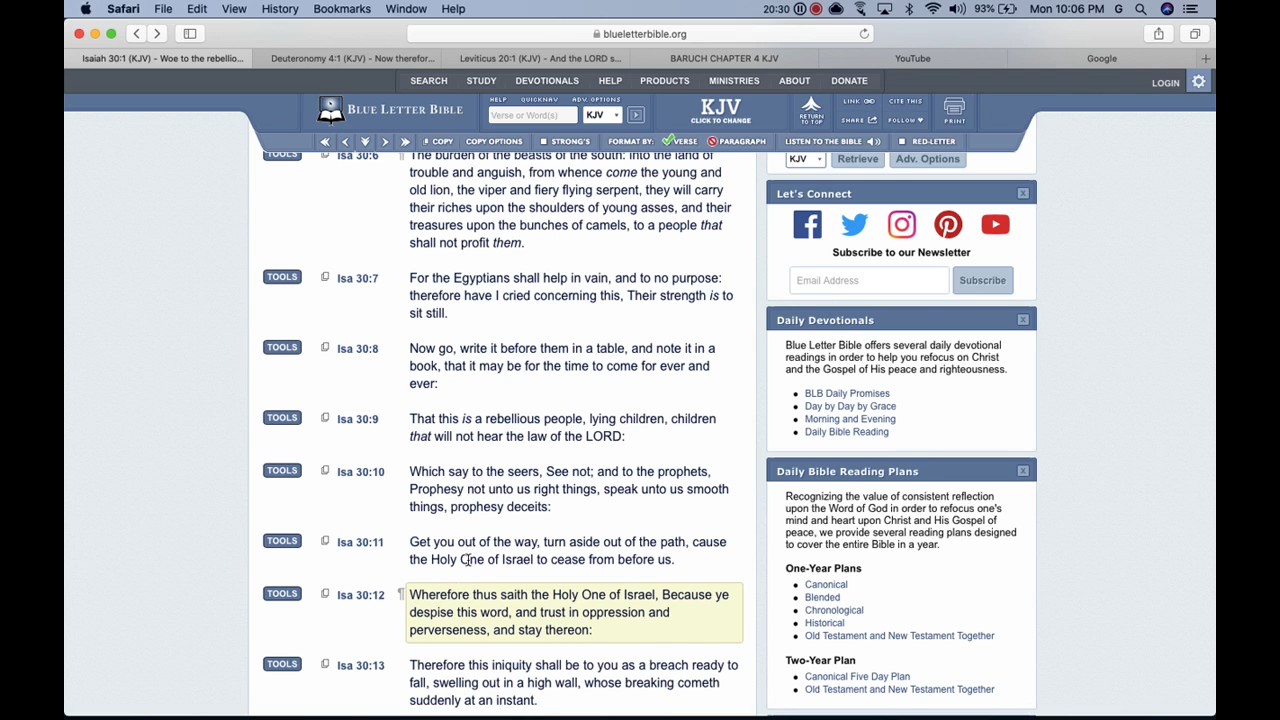 Safari File Edit View History Bookmarks Window Help 20:30 93% Mon 10:06 PM G
blueletterbible.org
Isaiah 30:1 (KJV) - Woe to the rebellio... Deuteronomy 4:1 (KJV) - Now therefor... Leviticus 20:1 (KJV) - And the LORD s... BARUCH CHAPTER 4 KJV YouTube Google
SEARCH STUDY DEVOTIONALS HELP PRODUCTS MINISTRIES ABOUT DONATE LOGIN
BLUE LETTER BIBLE
HELP QUICKNAV ADV. OPTIONS
Verse or Word(s) KJV
KJV
CLICK TO CHANGE
RETURN TO TOP
LINK CITE THIS
SHARE FOLLOW
PRINT
COPY COPY OPTIONS STRONG'S FORMAT BY: VERSE PARAGRAPH LISTEN TO THE BIBLE RED-LETTER
TOOLS Isa 30:6 ¶ The burden of the beasts of the south: into the land of
trouble and anguish, from whence come the young and
old lion, the viper and fiery flying serpent, they will carry
their riches upon the shoulders of young asses, and their
treasures upon the bunches of camels, to a people that
shall not profit them.
TOOLS Isa 30:7 For the Egyptians shall help in vain, and to no purpose:
therefore have I cried concerning this, Their strength is to
sit still.
TOOLS Isa 30:8 Now go, write it before them in a table, and note it in a
book, that it may be for the time to come for ever and
ever:
TOOLS Isa 30:9 That this is a rebellious people, lying children, children
that will not hear the law of the LORD:
TOOLS Isa 30:10 Which say to the seers, See not; and to the prophets,
Prophesy not unto us right things, speak unto us smooth
things, prophesy deceits:
TOOLS Isa 30:11 Get you out of the way, turn aside out of the path, cause
the Holy One of Israel to cease from before us.
TOOLS Isa 30:12 ¶ Wherefore thus saith the Holy One of Israel, Because ye
despise this word, and trust in oppression and
perverseness, and stay thereon:
TOOLS Isa 30:13 Therefore this iniquity shall be to you as a breach ready to
fall, swelling out in a high wall, whose breaking cometh
suddenly at an instant.
KJV Retrieve Adv. Options
Let's Connect
Subscribe to our Newsletter
Email Address Subscribe
Daily Devotionals
Blue Letter Bible offers several daily devotional
readings in order to help you refocus on Christ
and the Gospel of His peace and righteousness.
BLB Daily Promises
Day by Day by Grace
Morning and Evening
Daily Bible Reading
Daily Bible Reading Plans
Recognizing the value of consistent reflection
upon the Word of God in order to refocus one's
mind and heart upon Christ and His Gospel of
peace, we provide several reading plans designed
to cover the entire Bible in a year.
One-Year Plans
Canonical
Blended
Chronological
Historical
Old Testament and New Testament Together
Two-Year Plan
Canonical Five Day Plan
Old Testament and New Testament Together